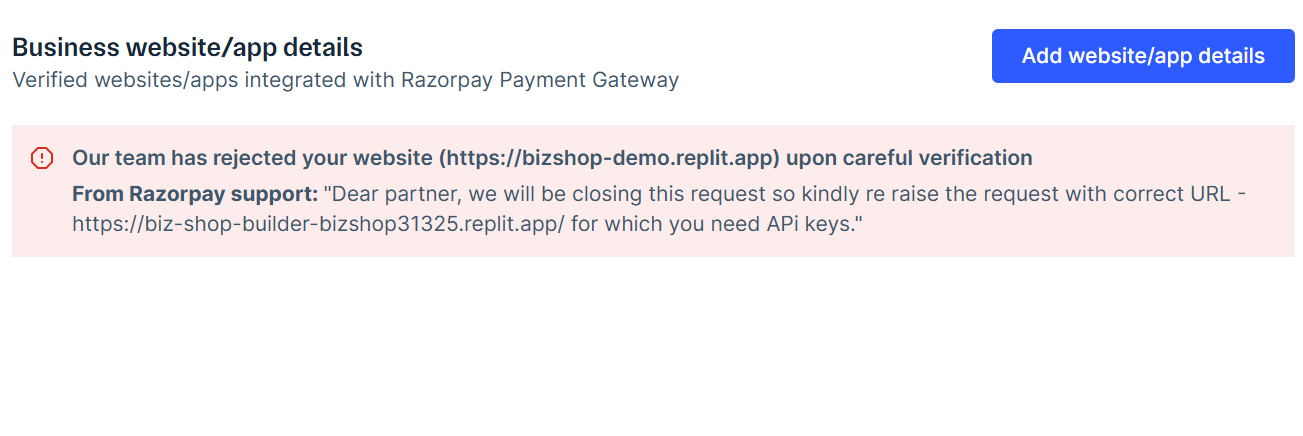 Business website/app details
Add website/app details
Verified websites/apps integrated with Razorpay Payment Gateway
Our team has rejected your website (https://bizshop-demo.replit.app) upon careful verification
From Razorpay support: "Dear partner, we will be closing this request so kindly re raise the request with correct URL -
https://biz-shop-builder-bizshop31325.replit.app/ for which you need APi keys."